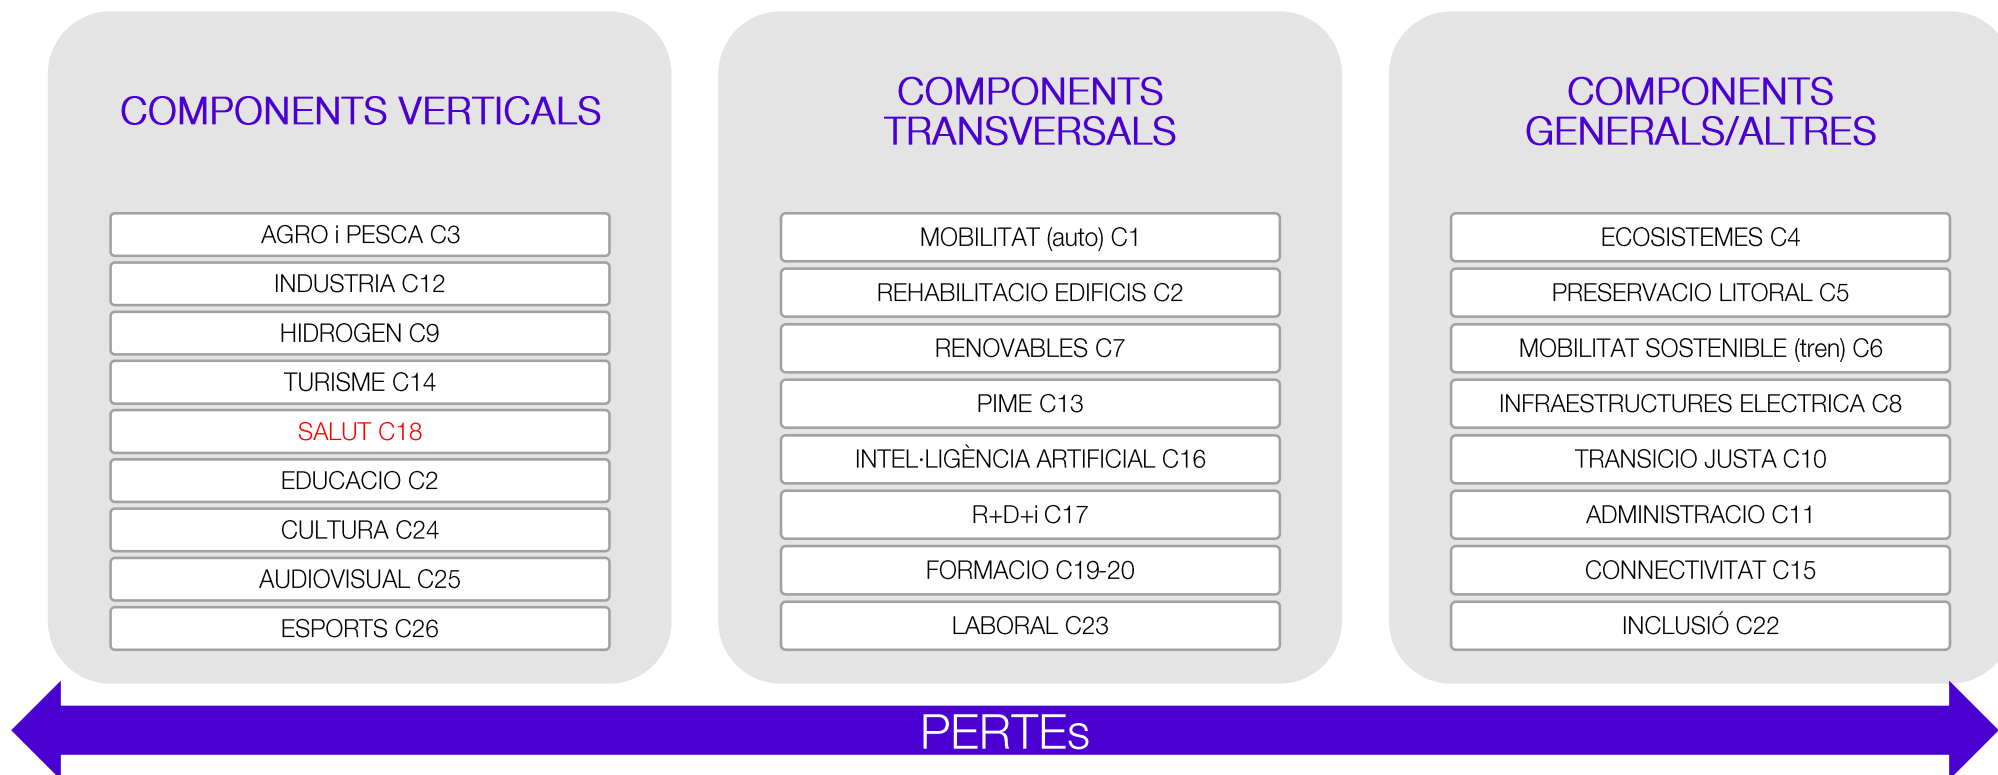 COMPONENTS VERTICALS
AGRO i PESCA C3
INDUSTRIA C12
HIDROGEN C9
TURISME C14
SALUT C18
EDUCACIO C2
CULTURA C24
AUDIOVISUAL C25
ESPORTS C26
COMPONENTS
TRANSVERSALS
MOBILITAT (auto) C1
REHABILITACIO EDIFICIS C2
RENOVABLES C7
PIME C13
INTEL·LIGÈNCIA ARTIFICIAL C16
R+D+i C17
FORMACIO C19-20
LABORAL C23
COMPONENTS
GENERALS/ALTRES
ECOSISTEMES C4
PRESERVACIO LITORAL C5
MOBILITAT SOSTENIBLE (tren) C6
INFRAESTRUCTURES ELECTRICA C8
TRANSICIO JUSTA C10
ADMINISTRACIO C11
CONNECTIVITAT C15
INCLUSIÓ C22
PERTEs